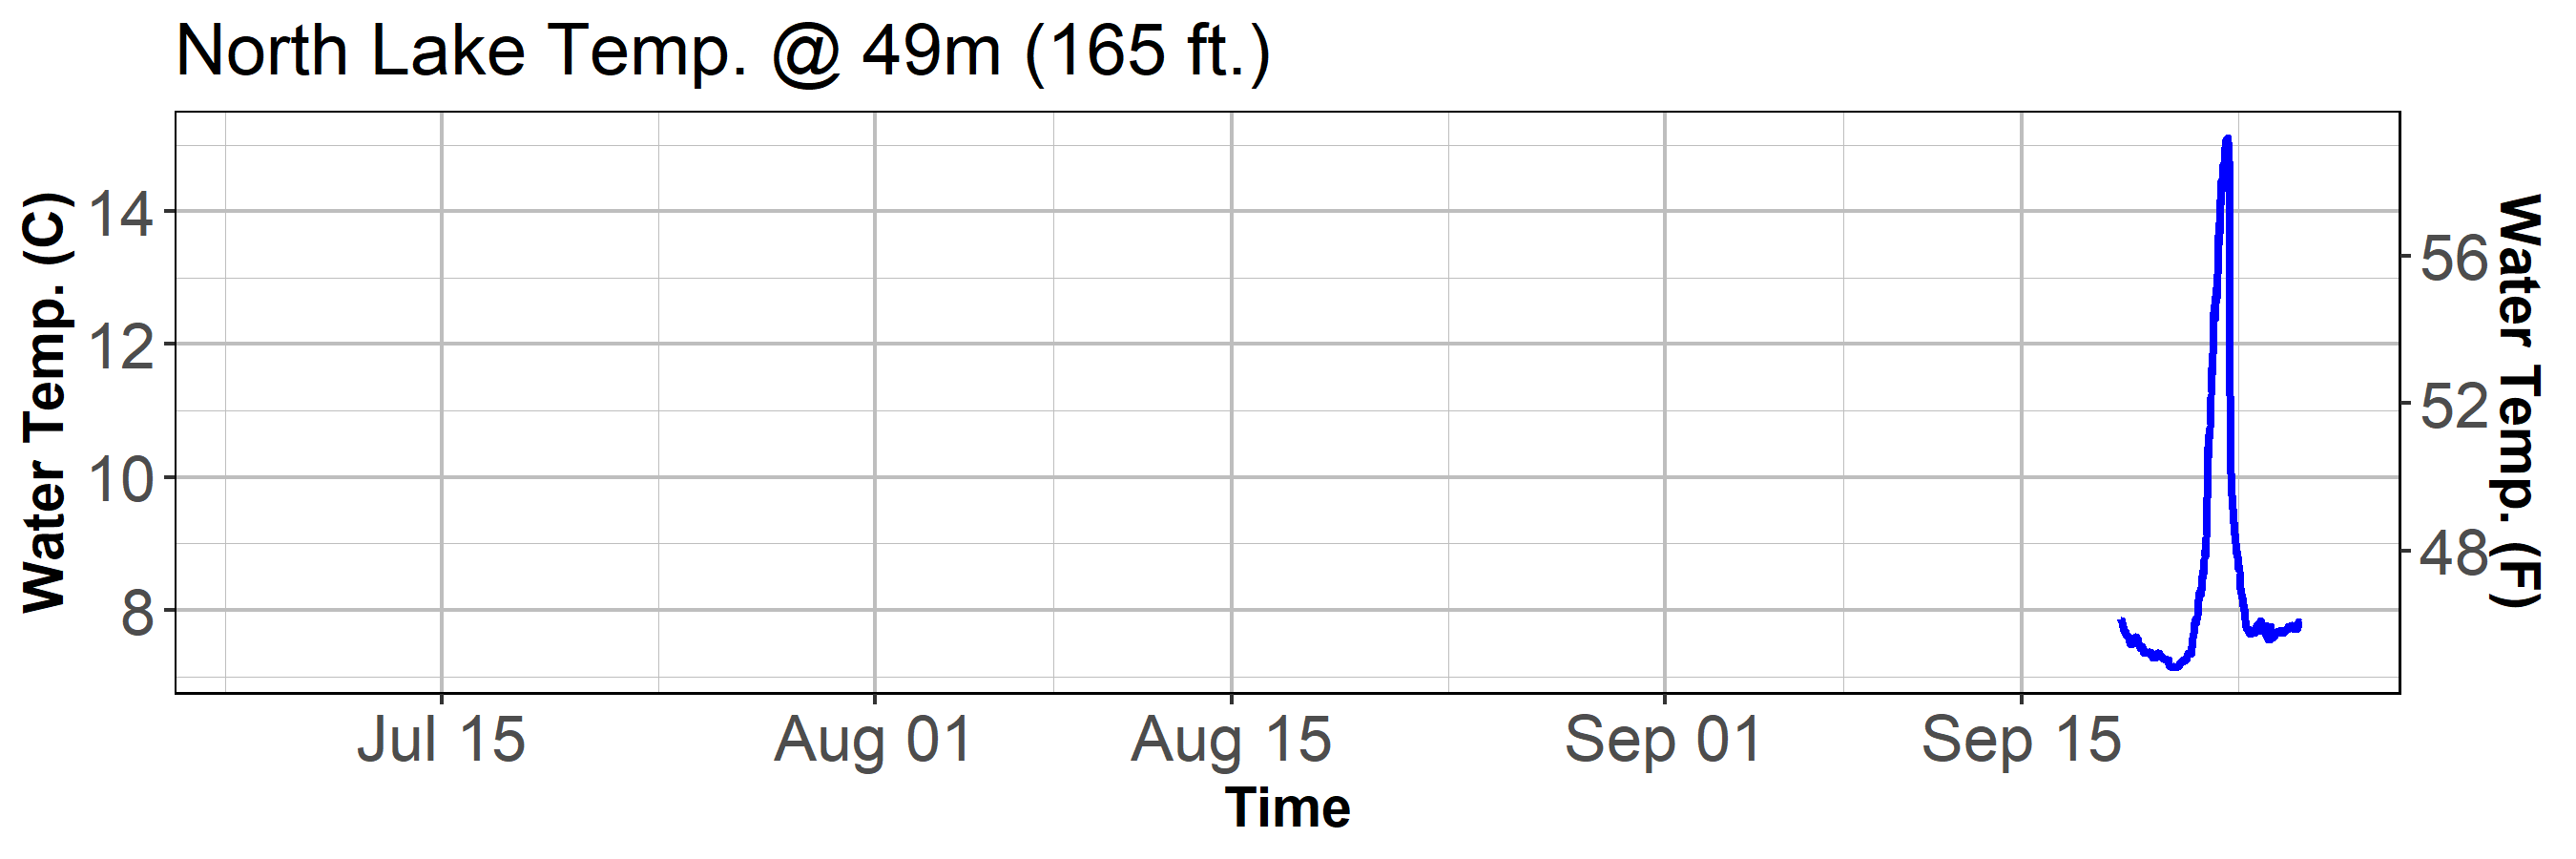 North Lake Temp. @ 49m (165 ft.)
Water Temp. (C)
14
12
10
8
56
52
48
Water Temp. (F)
Jul 15 Aug 01 Aug 15 Sep 01 Sep 15
Time